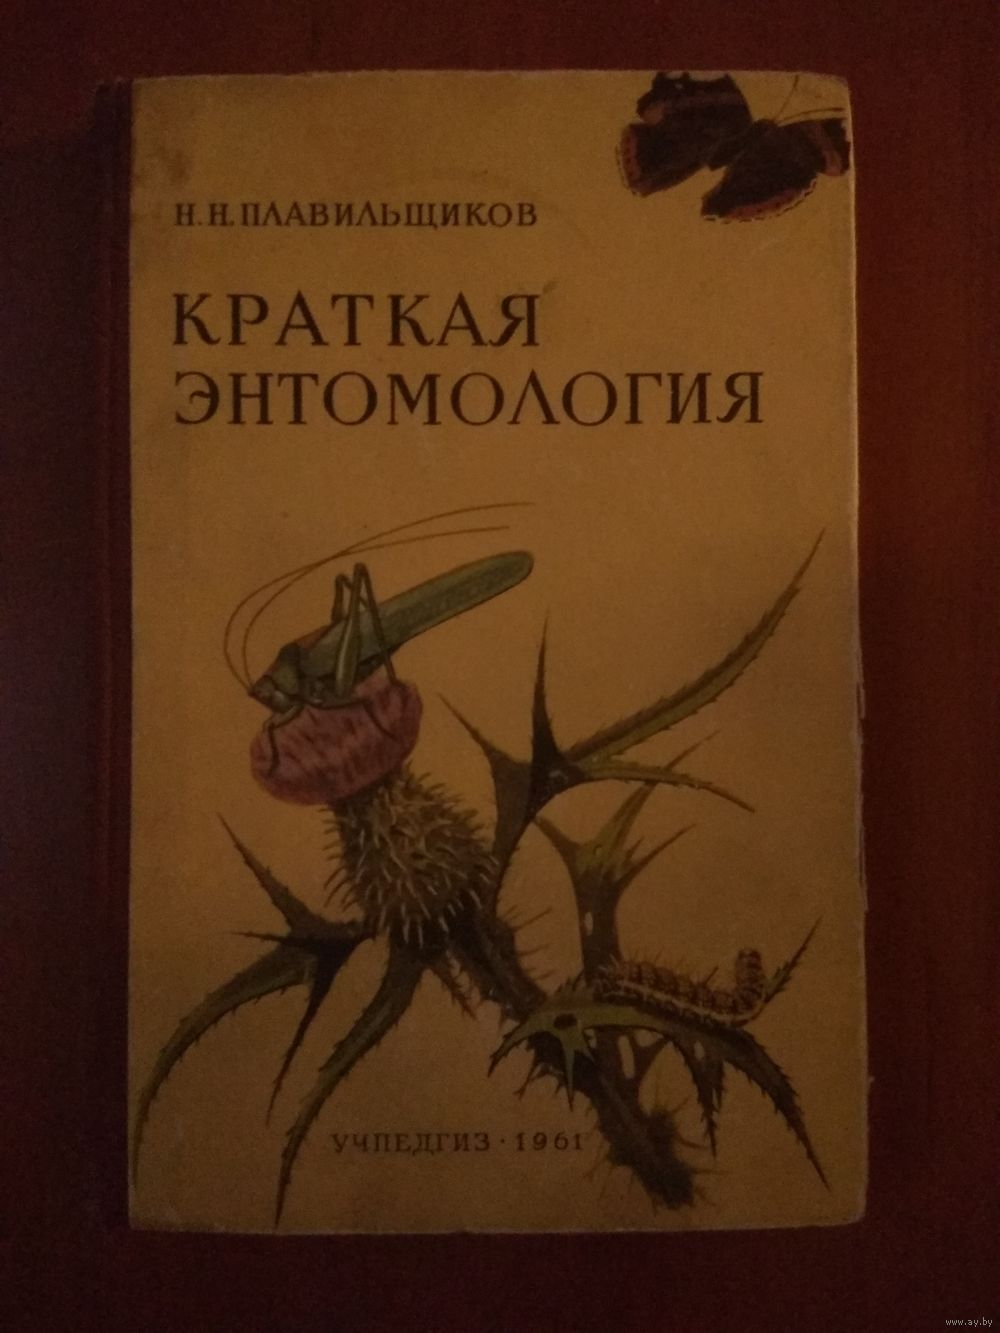 Н. Н. ПЛАВИЛЬЩИКОВ
КРАТКАЯ
ЭНТОМОЛОГИЯ
УЧПЕДГИЗ · 1961
www.ay.by